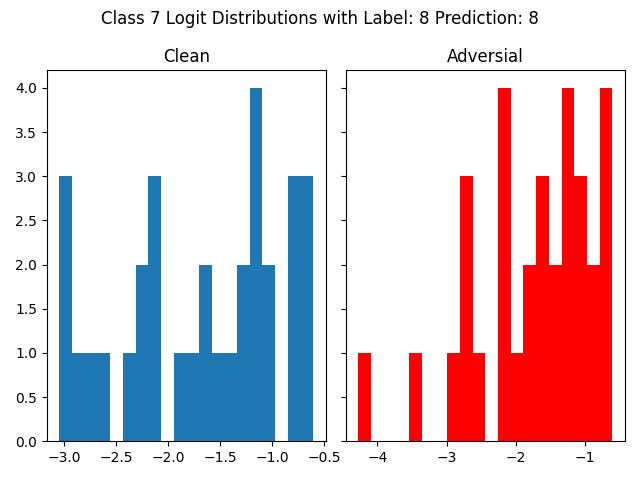 Class 7 Logit Distributions with Label: 8 Prediction: 8
Clean
Adversial
4.0
3.5
3.0
2.5
2.0
1.5
1.0
0.5
0.0
−3.0 −2.5 −2.0 −1.5 −1.0 −0.5
−4 −3 −2 −1